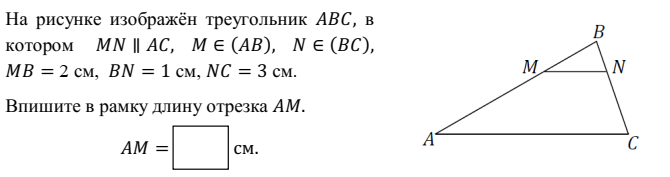 На рисунке изображён треугольник ABC, в
котором MN ∥ AC, M ∈ (AB), N ∈ (BC),
MB = 2 см, BN = 1 см, NC = 3 см.
Впишите в рамку длину отрезка AM.
AM = см.
B
M
N
A
C